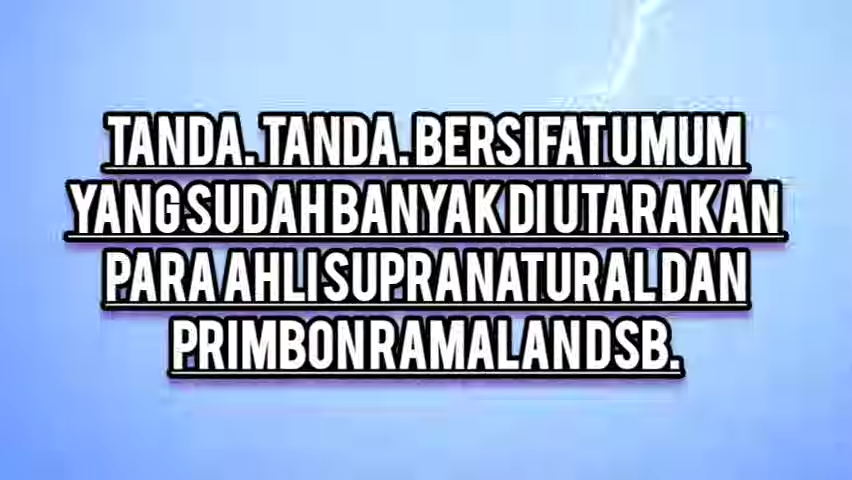 TANDA. TANDA. BERSIFAT UMUM
YANG SUDAH BANYAK DI UTARAKAN
PARA AHLI SUPRANATURAL DAN
PRIMBON RAMALAN DSB.